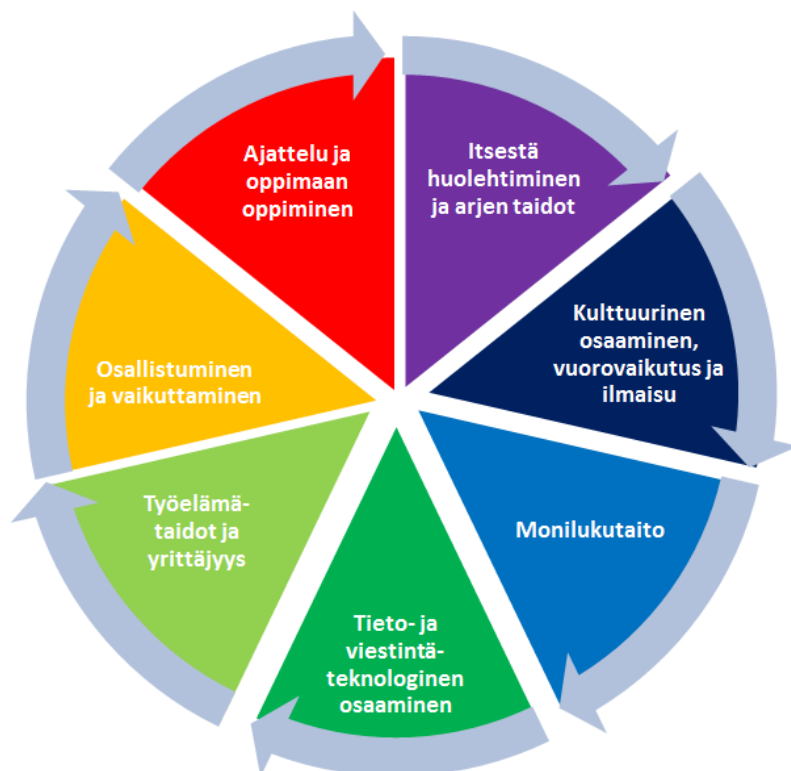 Ajattelu ja
oppimaan
oppiminen
Itsestä
huolehtiminen
ja arjen taidot
Kulttuurinen
osaaminen,
vuorovaikutus ja
ilmaisu
Monilukutaito
Tieto- ja
viestintä-
teknologinen
osaaminen
Työelämä-
taidot ja
yrittäjyys
Osallistuminen
ja vaikuttaminen